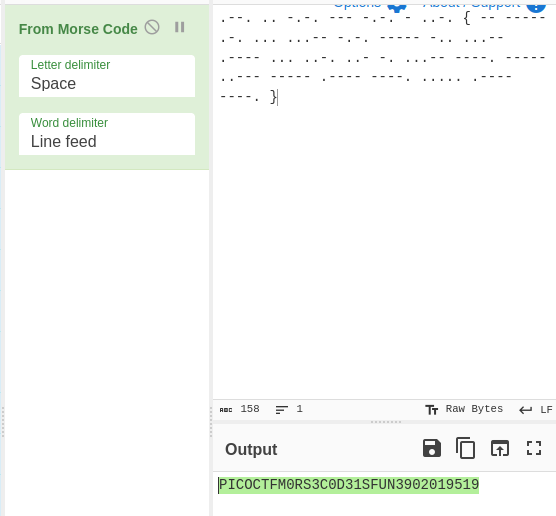 Options About / Support
From Morse Code
Letter delimiter
Space
Word delimiter
Line feed
.--. .. -.-. --- -.-. - ..-. { -- -----
.-. ... ...-- -.-. ----- -.. ...--
.---- ... ..-. ..- -. ...-- ----. -----
..--- ----- .---- ----. ..... .----
----. }
ABC 158 1 Raw Bytes LF
Output
PICOCTFM0RS3C0D31SFUN3902019519